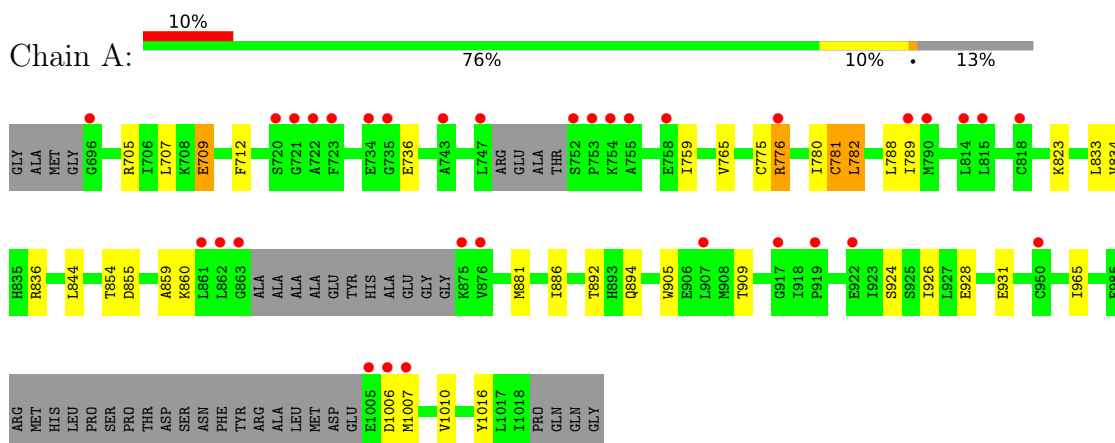 10%
Chain A:
76% 10% • 13%
GLY ALA MET GLY G696 R705 I706 L707 K708 E709 F712 S720 G721 A722 F723 E734 G735 E736 A743 L747 ARG GLU ALA THR S752 P753 K754 A755 E758 I759 V765 C775 R776 I780 C781 L782 L788 I789 M790 L814 L815 C818 K823 L833 V834
H835 R836 L844 T854 D855 A859 K860 L861 L862 G863 ALA ALA ALA ALA GLU TYR HIS ALA GLU GLY GLY K875 V876 M881 I886 T892 H893 Q894 W905 E906 L907 M908 T909 G917 I918 P919 E922 I923 S924 S925 I926 L927 E928 E931 C950 I965 E985
ARG MET HIS LEU PRO SER PRO THR ASP SER ASN PHE TYR ARG ALA LEU MET ASP GLU E1005 D1006 M1007 V1010 Y1016 L1017 I1018 PRO GLN GLN GLY